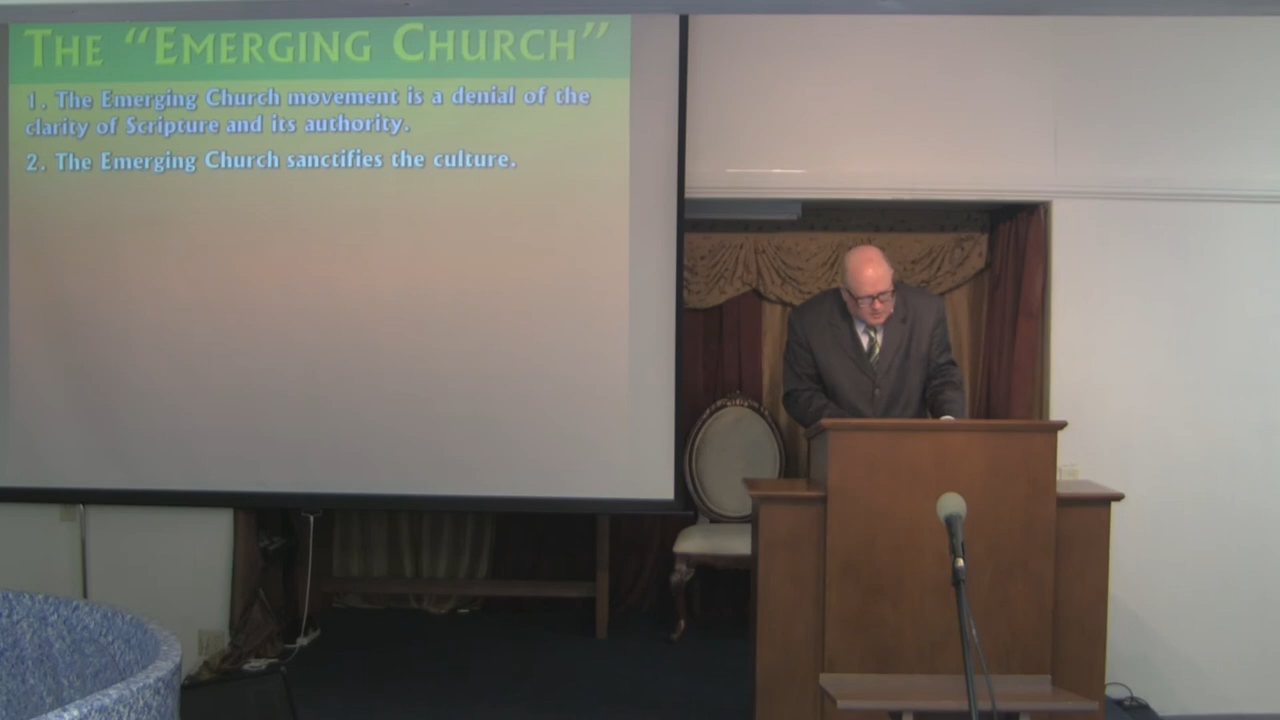 THE “EMERGING CHURCH”
1. The Emerging Church movement is a denial of the
clarity of Scripture and its authority.
2. The Emerging Church sanctifies the culture.